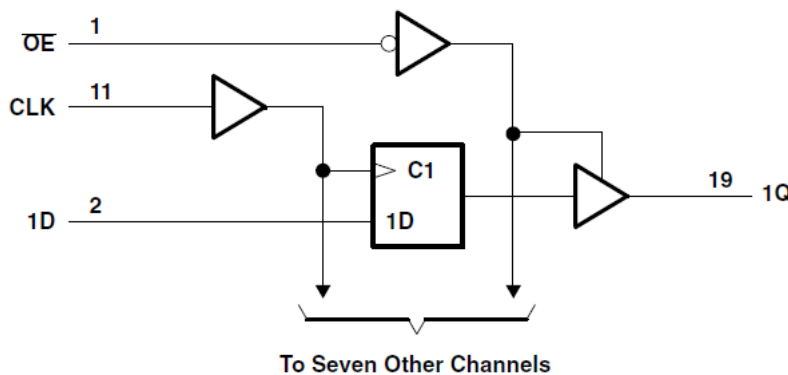 OE 1
CLK 11
C1
1D 2 1D
19 1Q
To Seven Other Channels